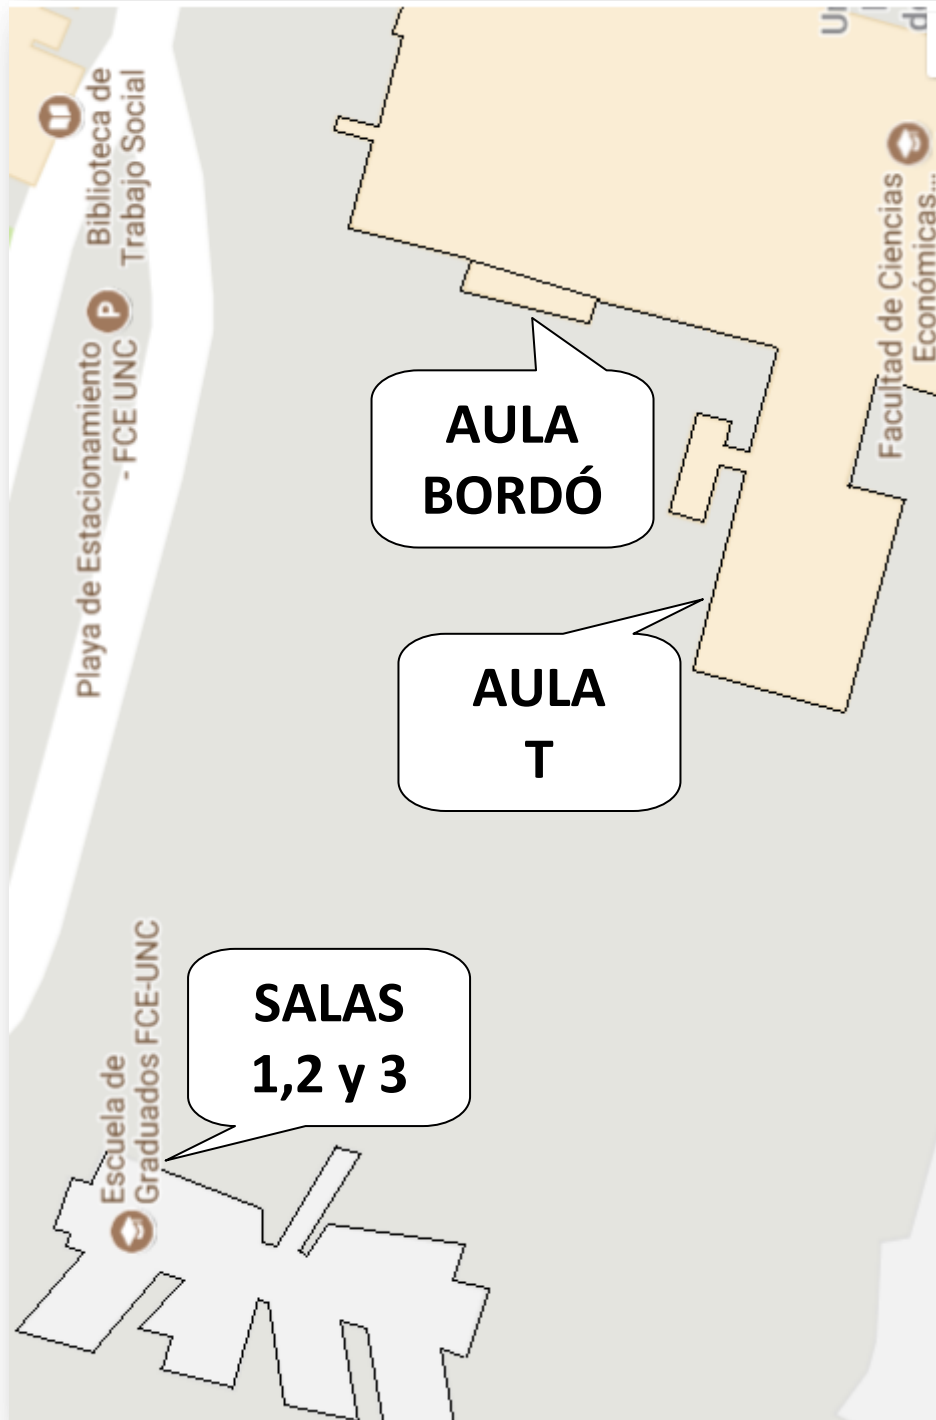 Biblioteca de
Trabajo Social
Playa de Estacionamiento
- FCE UNC
Facultad de Ciencias
Económicas...
AULA
BORDÓ
AULA
T
SALAS
1,2 y 3
Escuela de
Graduados FCE-UNC